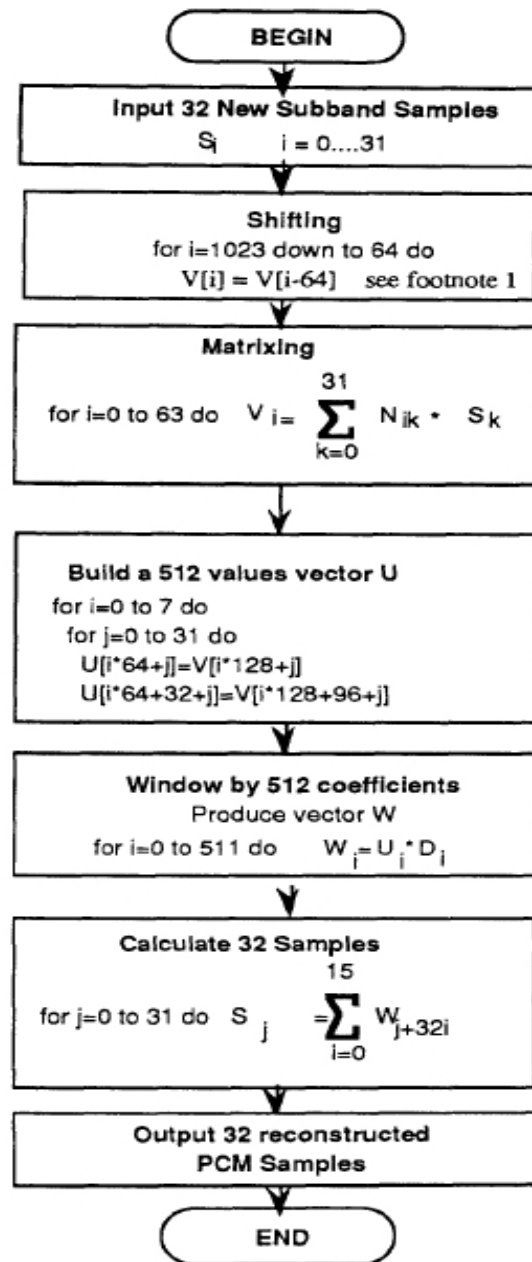 BEGIN
Input 32 New Subband Samples
Si i = 0....31
Shifting
for i=1023 down to 64 do
V[i] = V[i-64] see footnote 1
Matrixing
31
for i=0 to 63 do V i= Σ Nik * Sk
k=0
Build a 512 values vector U
for i=0 to 7 do
for j=0 to 31 do
U[i*64+j]=V[i*128+j]
U[i*64+32+j]=V[i*128+96+j]
Window by 512 coefficients
Produce vector W
for i=0 to 511 do Wi=Ui*Di
Calculate 32 Samples
15
for j=0 to 31 do S j =Σ Wj+32i
i=0
Output 32 reconstructed
PCM Samples
END